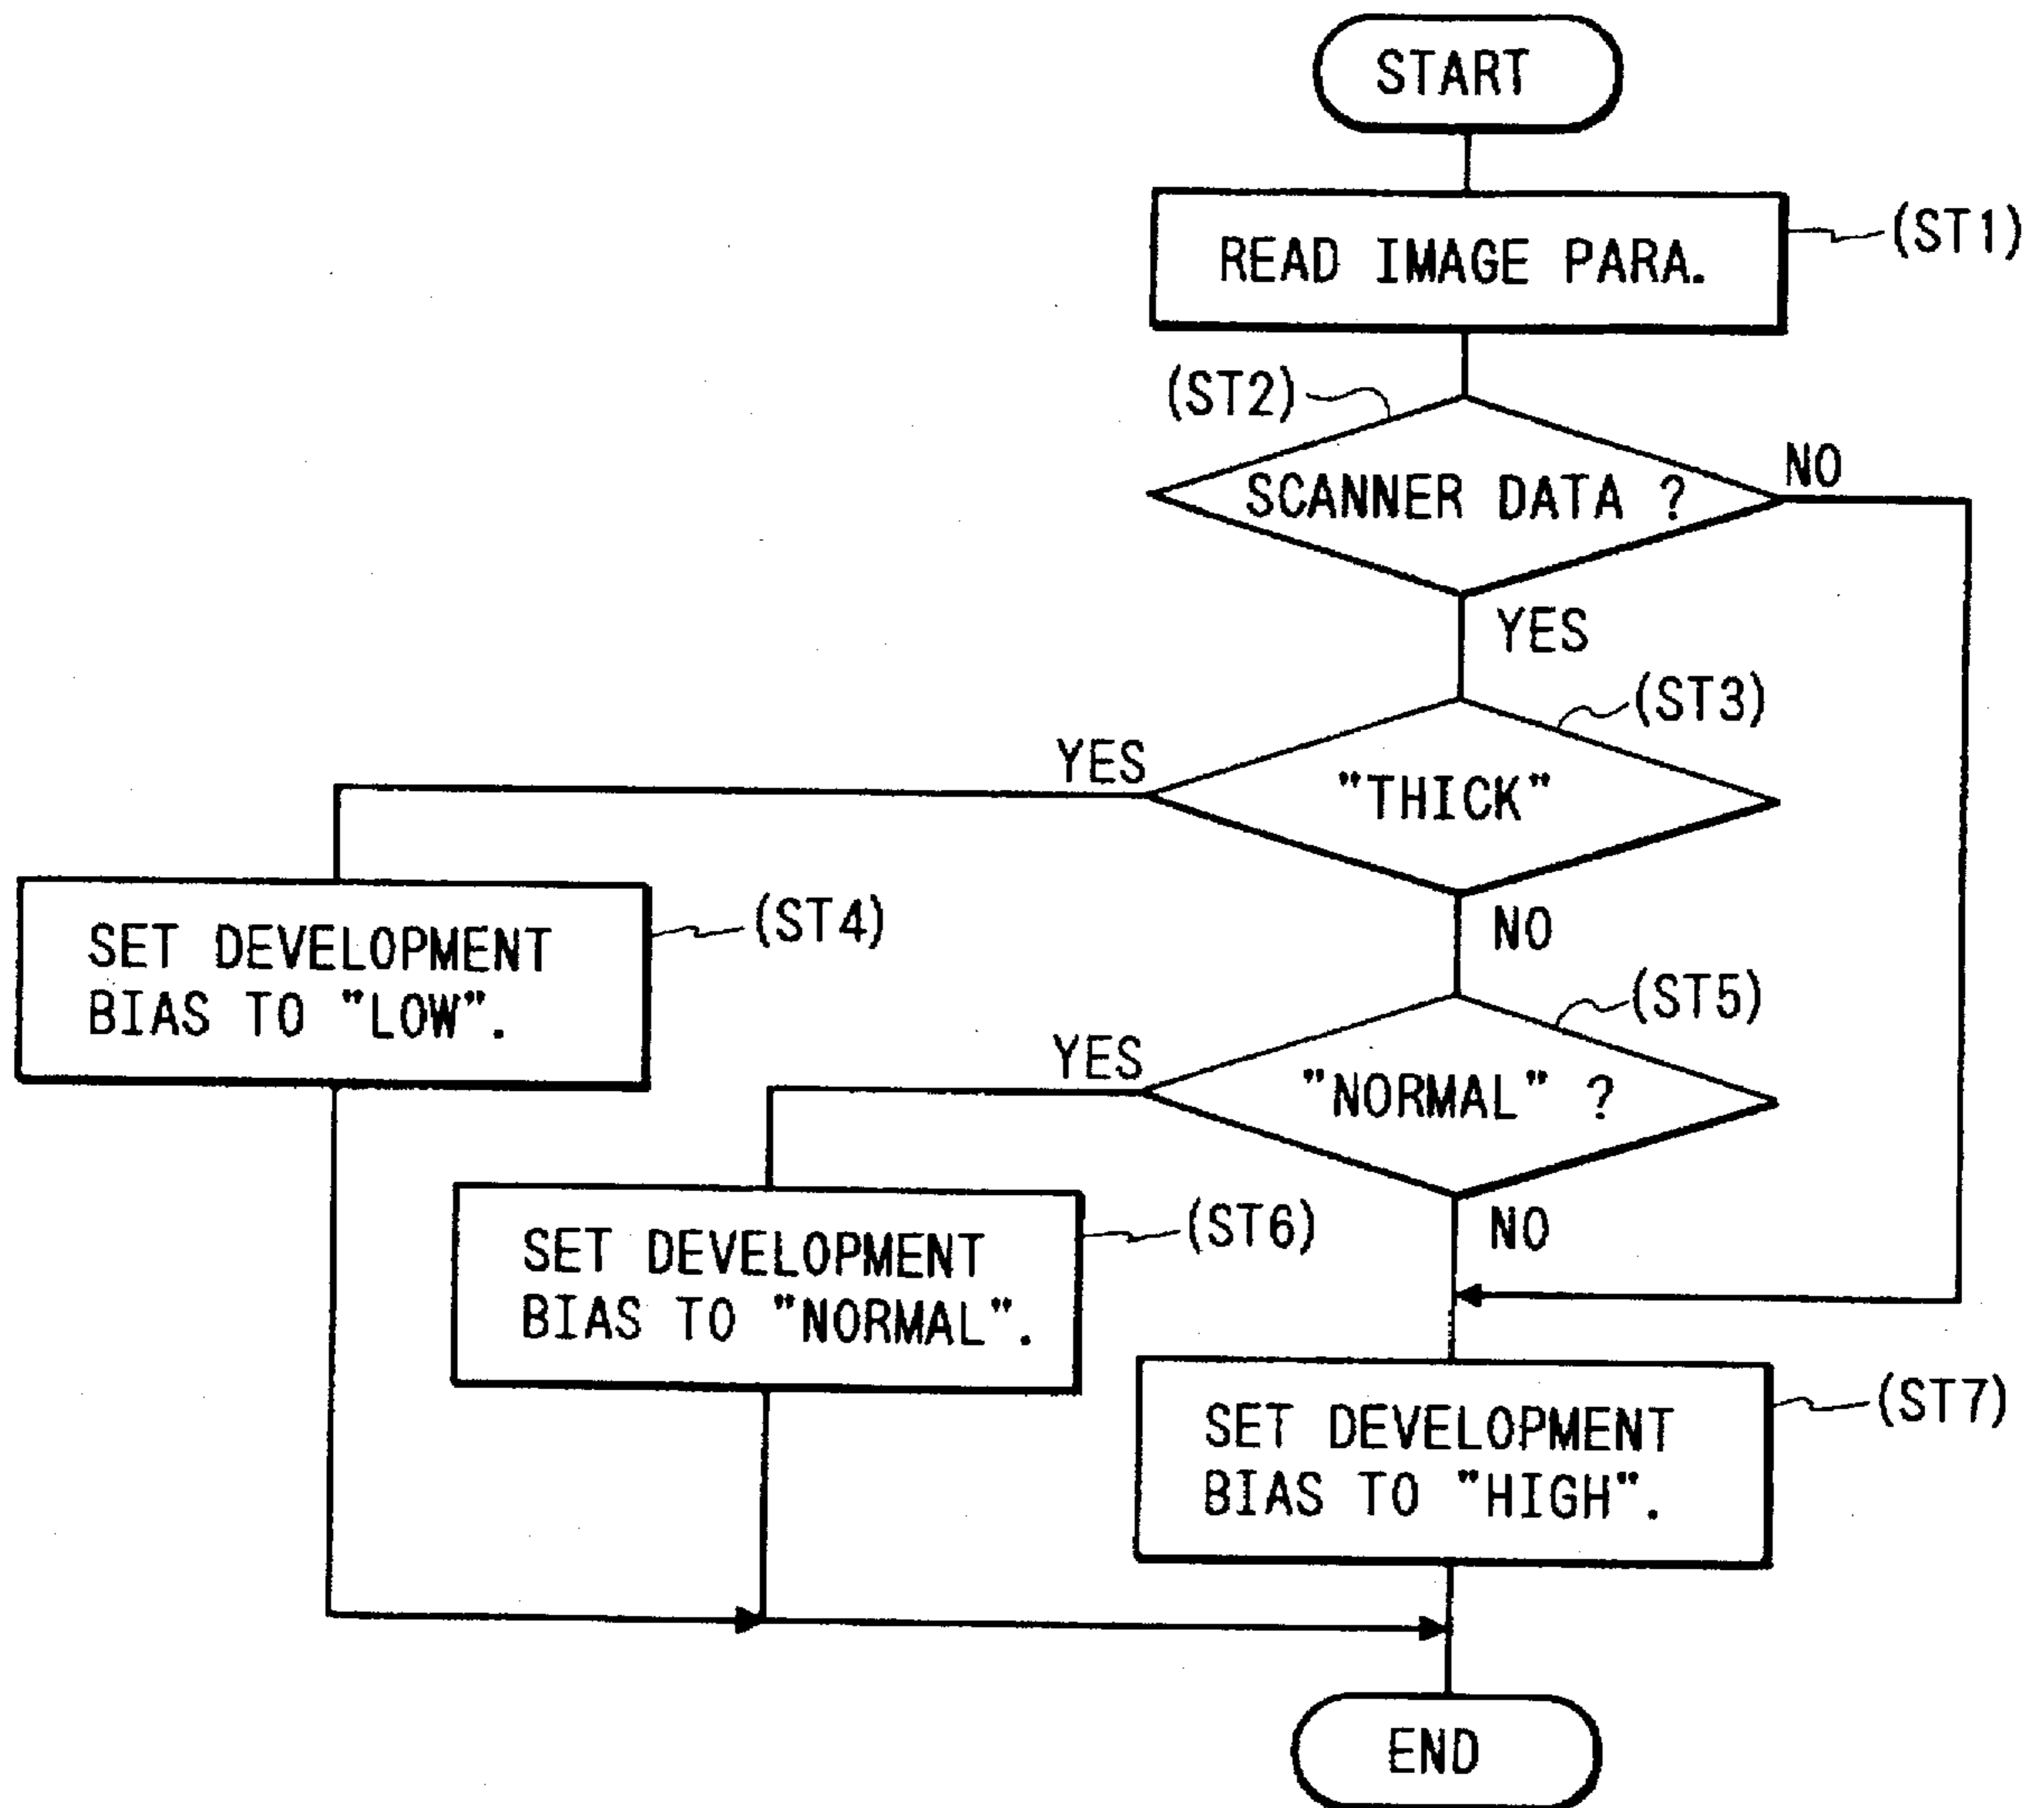 START
READ IMAGE PARA.
(ST1)
(ST2)
SCANNER DATA ?
NO
YES
(ST3)
YES
"THICK"
NO
SET DEVELOPMENT
BIAS TO "LOW".
(ST4)
(ST5)
YES
"NORMAL" ?
NO
SET DEVELOPMENT
BIAS TO "NORMAL".
(ST6)
SET DEVELOPMENT
BIAS TO "HIGH".
(ST7)
END